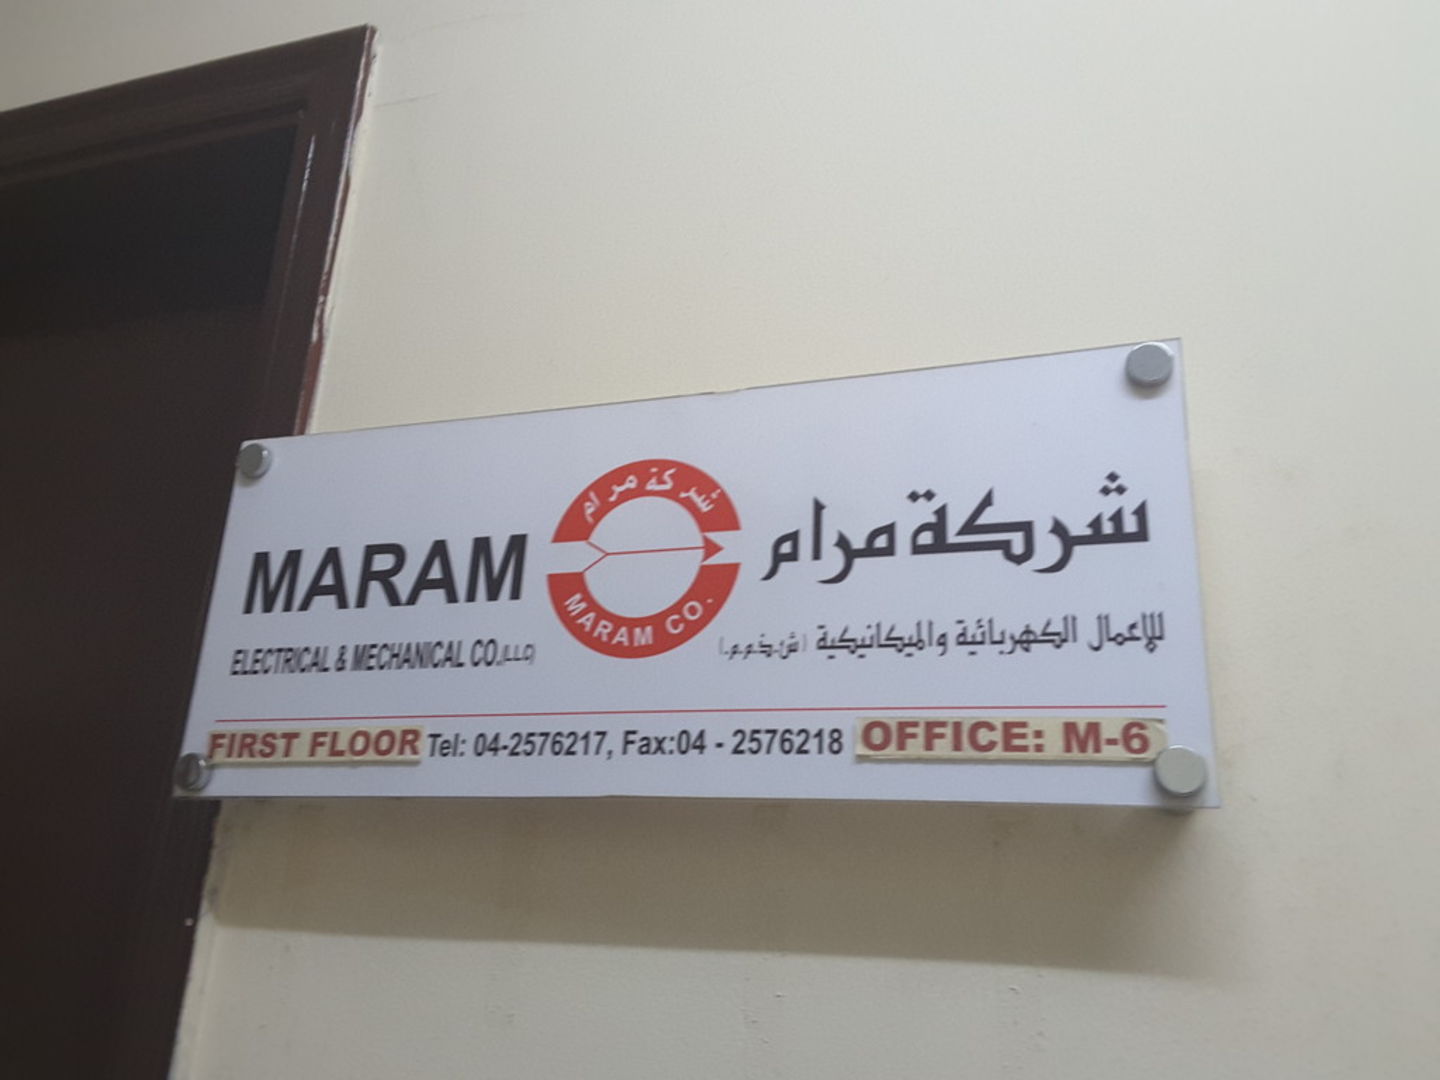 MARAM
ELECTRICAL & MECHANICAL CO.(L.L.C)
شركة مرام
MARAM CO.
شركة مرام
للإعمال الكهربائية والميكانيكية (ش.ذ.م.م.)
FIRST FLOOR Tel: 04-2576217, Fax:04 - 2576218 OFFICE: M-6